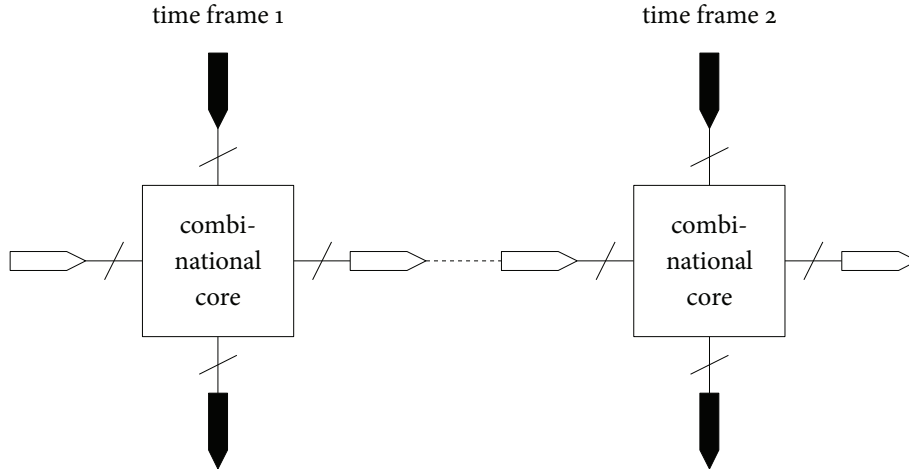 time frame 1
time frame 2
combi-
national
core
combi-
national
core